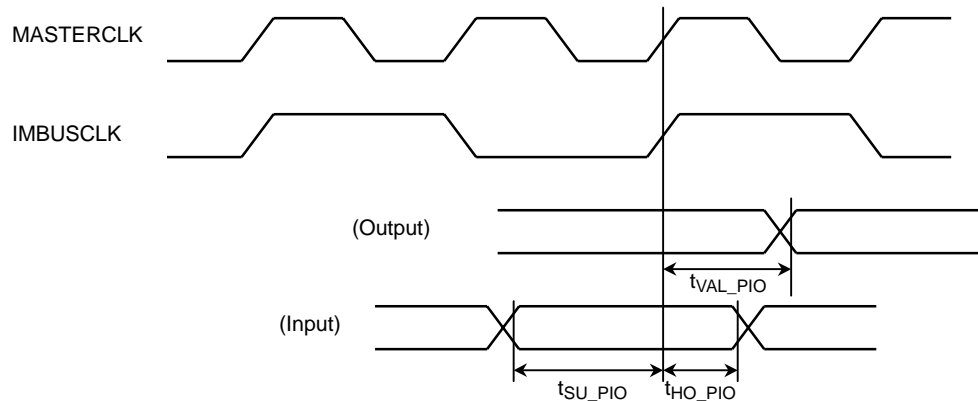 MASTERCLK
IMBUSCLK
(Output)
tVAL_PIO
(Input)
tSU_PIO tHO_PIO